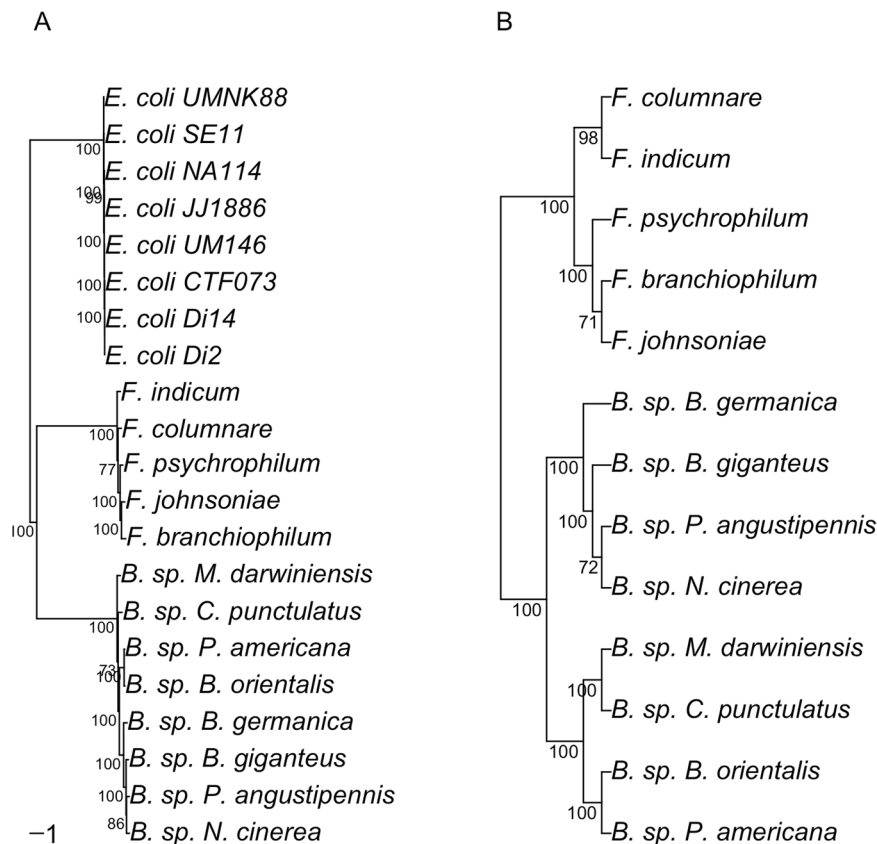 A
E. coli UMNK88
E. coli SE11
100
E. coli NA114
100
99
E. coli JJ1886
E. coli UM146
100
E. coli CTF073
100
E. coli Di14
100
E. coli Di2
F. indicum
F. columnare
100
F. psychrophilum
77
F. johnsoniae
100
F. branchiophilum
100
100
B. sp. M. darwiniensis
B. sp. C. punctulatus
100
B. sp. P. americana
73
100
B. sp. B. orientalis
B. sp. B. germanica
100
B. sp. B. giganteus
100
B. sp. P. angustipennis
100
B. sp. N. cinerea
86
1
B
F. columnare
98
F. indicum
100
F. psychrophilum
100
F. branchiophilum
71
F. johnsoniae
B. sp. B. germanica
100
B. sp. B. giganteus
100
B. sp. P. angustipennis
72
B. sp. N. cinerea
100
B. sp. M. darwiniensis
100
B. sp. C. punctulatus
100
B. sp. B. orientalis
100
B. sp. P. americana